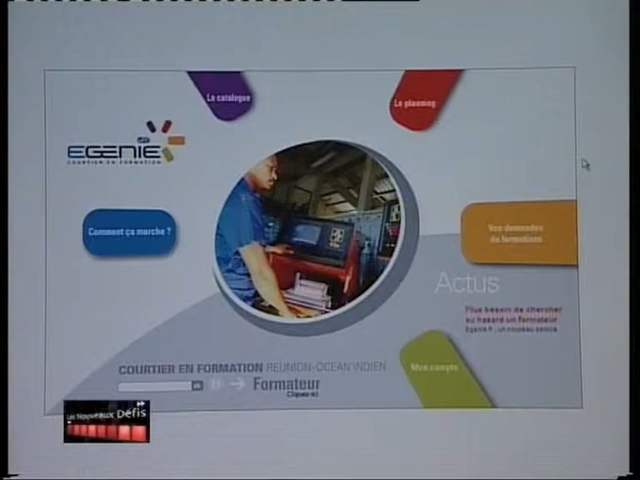 Le catalogue
Le planning
EGENIE
COURTIER EN FORMATION
Comment ça marche ?
Vos demandes
de formations
Actus
Plus besoin de chercher
au hasard un formateur
Egenie.fr, un nouveau service
COURTIER EN FORMATION REUNION-OCEAN INDIEN
Mon compte
Formateur
Cliquez ici
Les Nouveaux Défis